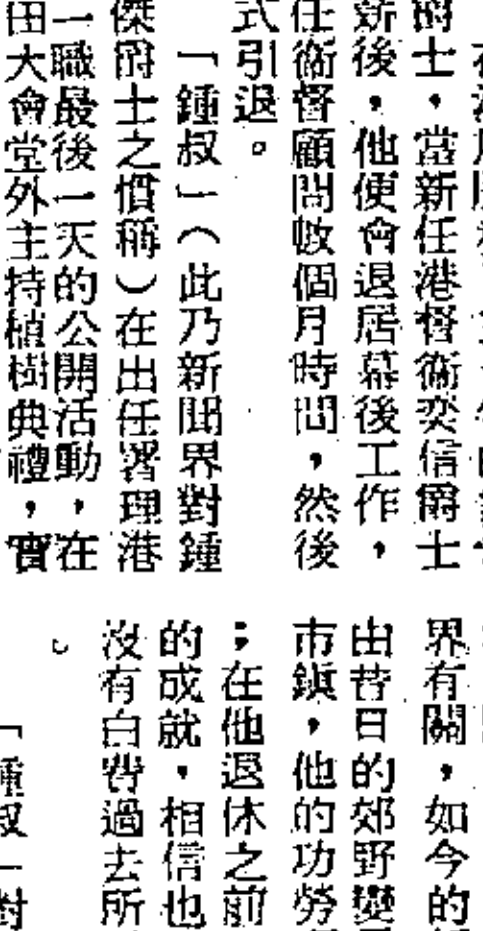 爵士，當新任港督衞奕信爵士
新後，他便會退居幕後工作，
任衞督顧問數個月時間，然後
式引退。
「鍾叔」（此乃新聞界對鍾
傑爵士之慣稱）在出任署理港
一職最後一天的公開活動，在
田大會堂外主持植樹典禮，實
界有關，如今的
由昔日的郊野變
市鎮，他的功勞
；在他退休之前
的成就，相信也
沒有白費過去所
。
「鍾叔」對